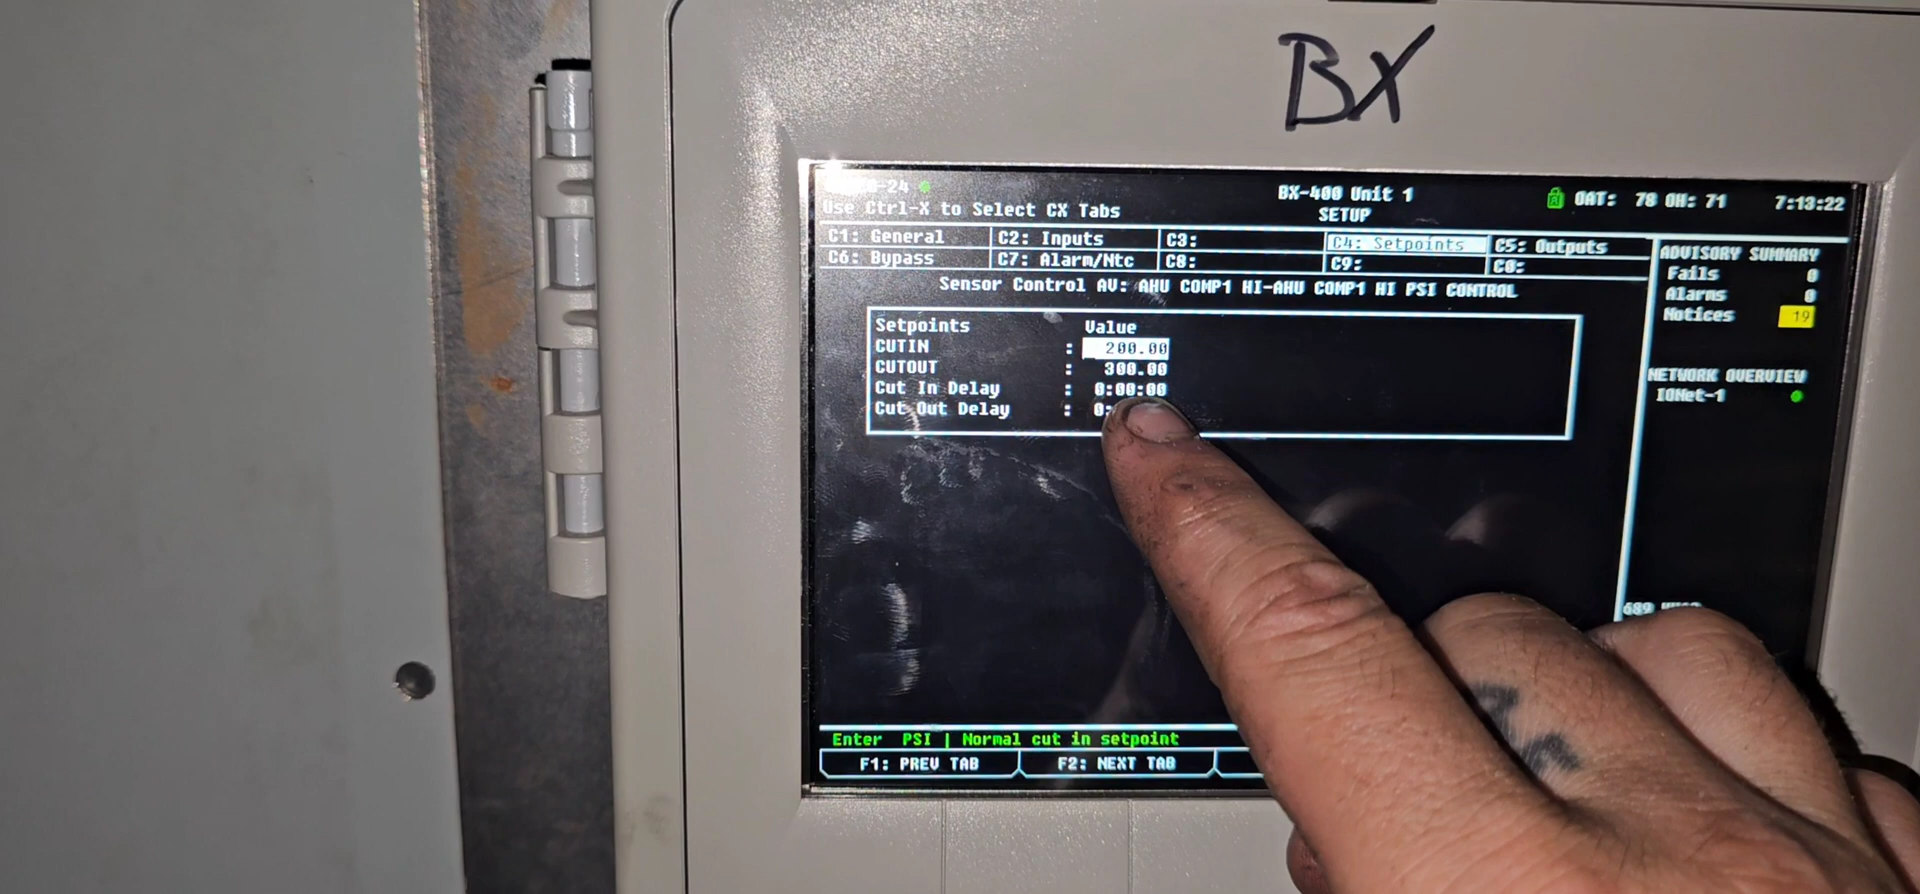 BX
-24
BX-400 Unit 1
OAT: 78 OH: 71
7:13:22
Use Ctrl-X to Select CX Tabs
SETUP
C1: General
C2: Inputs
C3:
C4: Setpoints
C5: Outputs
C6: Bypass
C7: Alarm/Ntc
C8:
C9:
C0:
Sensor Control AV: AHU COMP1 HI-AHU COMP1 HI PSI CONTROL
Setpoints Value
CUTIN : 200.00
CUTOUT : 300.00
Cut In Delay : 0:00:00
Cut Out Delay : 0:
ADVISORY SUMMARY
Fails 0
Alarms 0
Notices 19
NETWORK OVERVIEW
IONet-1
689
Enter PSI | Normal cut in setpoint
F1: PREV TAB
F2: NEXT TAB